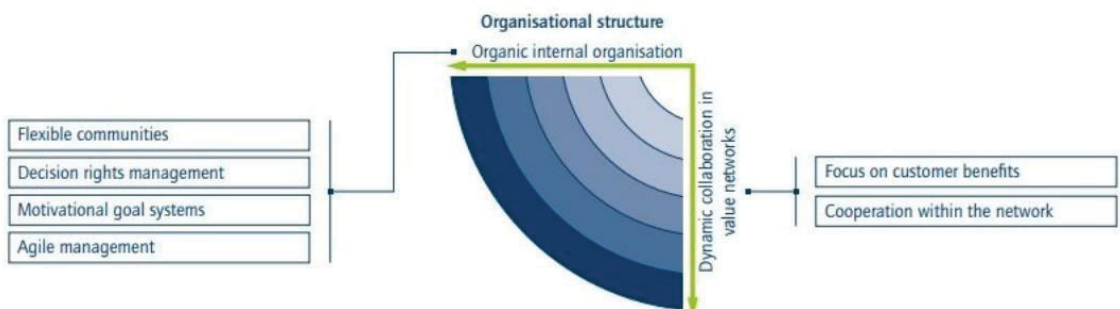 Organisational structure
Organic internal organisation
Flexible communities
Decision rights management
Motivational goal systems
Agile management
Dynamic collaboration in
value networks
Focus on customer benefits
Cooperation within the network